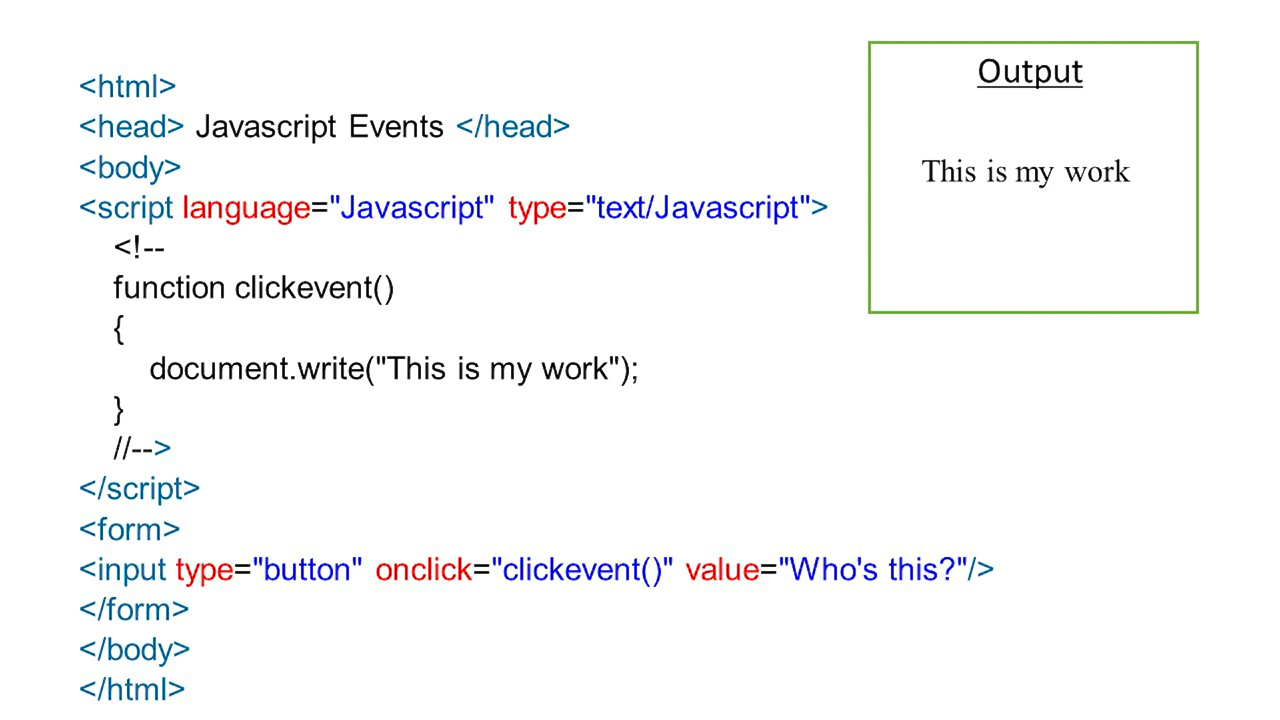 <html>
<head> Javascript Events </head>
<body>
<script language="Javascript" type="text/Javascript">
<!--
function clickevent()
{
document.write("This is my work");
}
//-->
</script>
<form>
<input type="button" onclick="clickevent()" value="Who's this?"/>
</form>
</body>
</html>
Output
This is my work